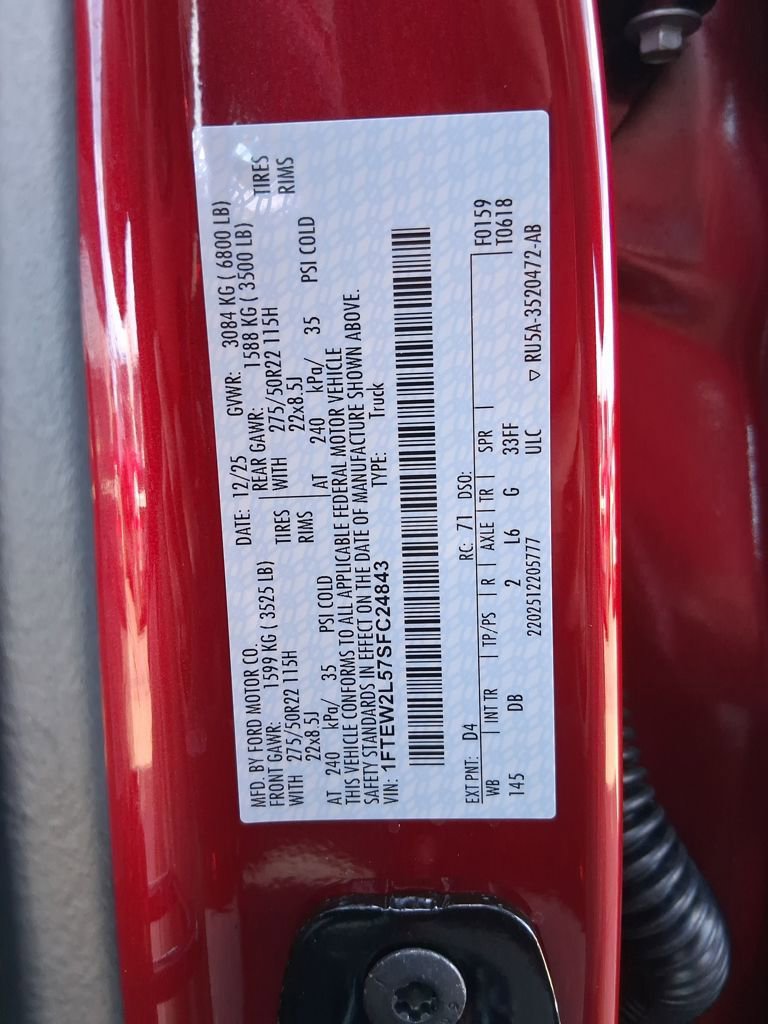 MFD. BY FORD MOTOR CO.
DATE: 12/25 GVWR: 3084 KG ( 6800 LB)
FRONT GAWR: 1599 KG ( 3525 LB) REAR GAWR: 1588 KG ( 3500 LB)
WITH 275/50R22 115H TIRES WITH 275/50R22 115H TIRES
22x8.5J RIMS 22x8.5J RIMS
AT 240 kPa/ 35 PSI COLD AT 240 kPa/ 35 PSI COLD
THIS VEHICLE CONFORMS TO ALL APPLICABLE FEDERAL MOTOR VEHICLE
SAFETY STANDARDS IN EFFECT ON THE DATE OF MANUFACTURE SHOWN ABOVE.
VIN: 1FTEW2L57SFC24843 TYPE: Truck
EXT PNT: D4 RC: 71 DSO: F0159
WB INT TR TP/PS R AXLE TR SPR T0618
145 DB 2 L6 G 33FF
2202512205777 ULC ▽ RU5A-3520472-AB